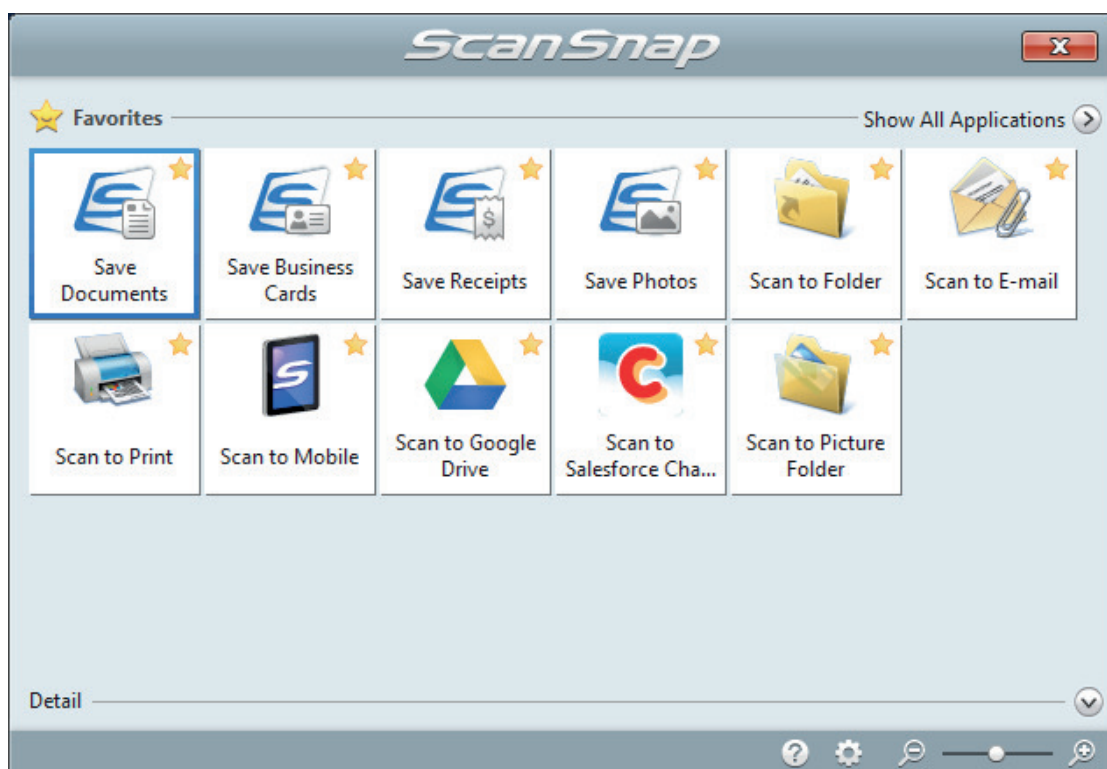 ScanSnap
Favorites
Show All Applications
Save
Documents
Save Business
Cards
Save Receipts
Save Photos
Scan to Folder
Scan to E-mail
Scan to Print
Scan to Mobile
Scan to Google
Drive
Scan to
Salesforce Cha...
Scan to Picture
Folder
Detail